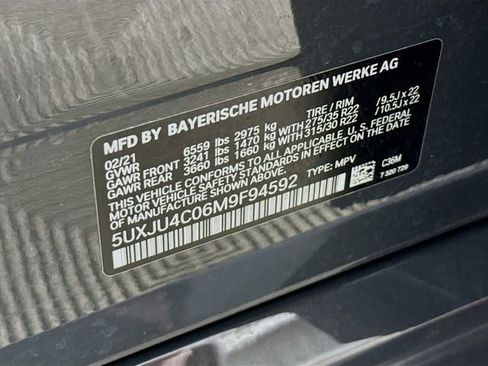 MFD BY BAYERISCHE MOTOREN WERKE AG
02/21 TIRE / RIM
GVWR 6559 lbs 2975 kg
GAWR FRONT 3241 lbs 1470 kg WITH 275/35 R22 / 9.5J x 22
GAWR REAR 3660 lbs 1660 kg WITH 315/30 R22 / 10.5J x 22
THIS VEHICLE CONFORMS TO ALL APPLICABLE U.S. FEDERAL
MOTOR VEHICLE SAFETY STANDARDS IN EFFECT ON THE DATE
OF MANUFACTURE SHOWN ABOVE.
5UXJU4C06M9F94592 TYPE: MPV
C36M
7 320 729